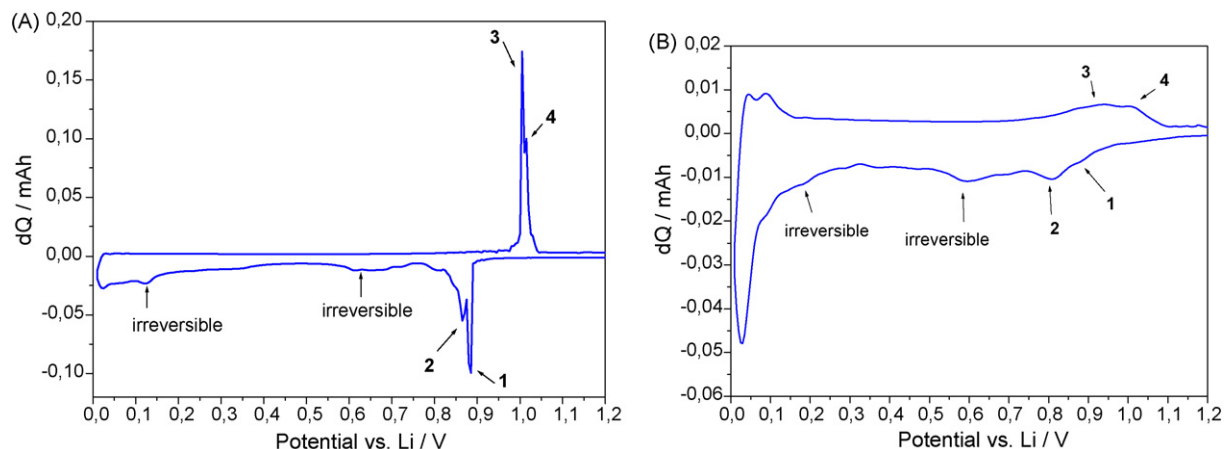 (A)
0,20
0,15
0,10
0,05
0,00
-0,05
-0,10
dQ / mAh
3
4
irreversible
irreversible
2
1
0,0 0,1 0,2 0,3 0,4 0,5 0,6 0,7 0,8 0,9 1,0 1,1 1,2
Potential vs. Li / V
(B)
0,02
0,01
0,00
-0,01
-0,02
-0,03
-0,04
-0,05
-0,06
dQ / mAh
3
4
irreversible
irreversible
2
1
0,0 0,1 0,2 0,3 0,4 0,5 0,6 0,7 0,8 0,9 1,0 1,1 1,2
Potential vs. Li / V